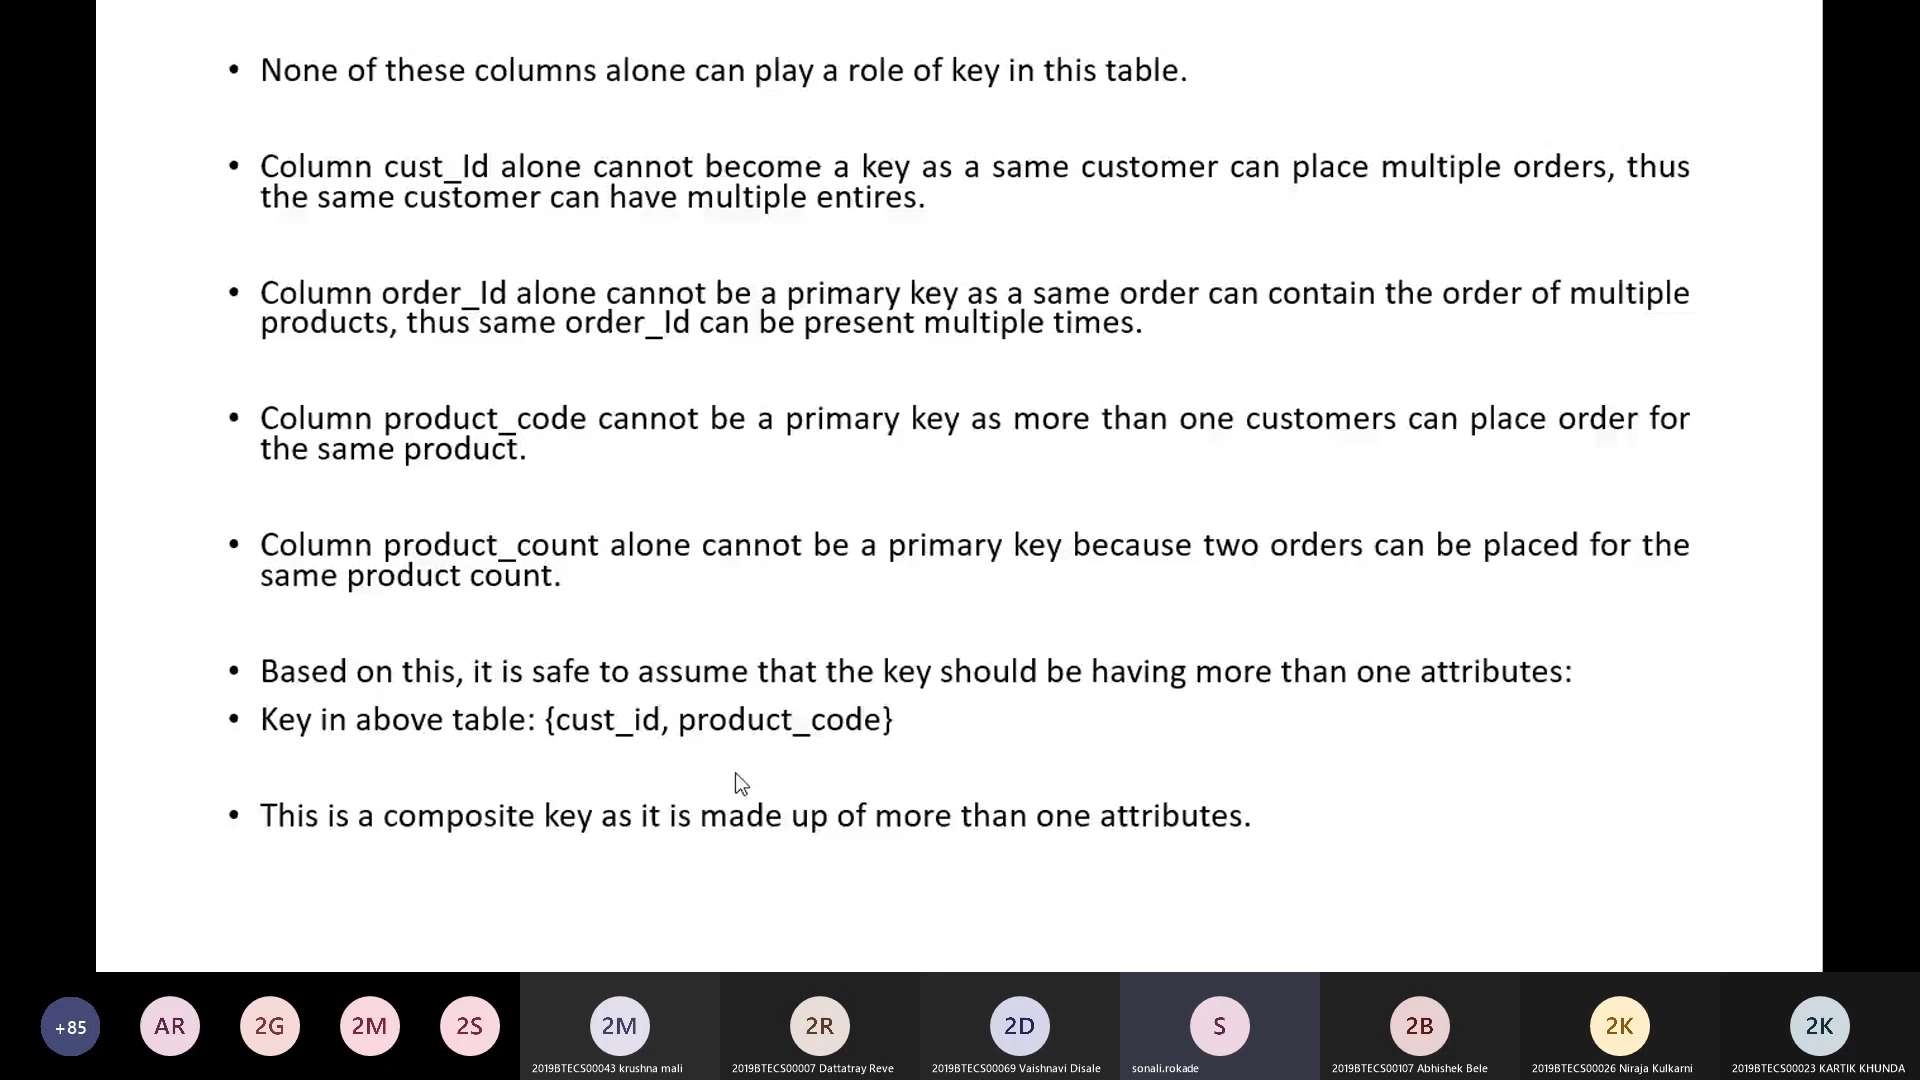 • None of these columns alone can play a role of key in this table.
• Column cust_Id alone cannot become a key as a same customer can place multiple orders, thus
the same customer can have multiple entires.
• Column order_Id alone cannot be a primary key as a same order can contain the order of multiple
products, thus same order_Id can be present multiple times.
• Column product_code cannot be a primary key as more than one customers can place order for
the same product.
• Column product_count alone cannot be a primary key because two orders can be placed for the
same product count.
• Based on this, it is safe to assume that the key should be having more than one attributes:
• Key in above table: {cust_id, product_code}
• This is a composite key as it is made up of more than one attributes.
+85 AR 2G 2M 2S 2M 2R 2D S 2B 2K 2K
2019BTECS00043 krushna mali 2019BTECS00007 Dattatray Reve 2019BTECS00069 Vaishnavi Disale sonali.rokade 2019BTECS00107 Abhishek Bele 2019BTECS00026 Niraja Kulkarni 2019BTECS00023 KARTIK KHUNDA